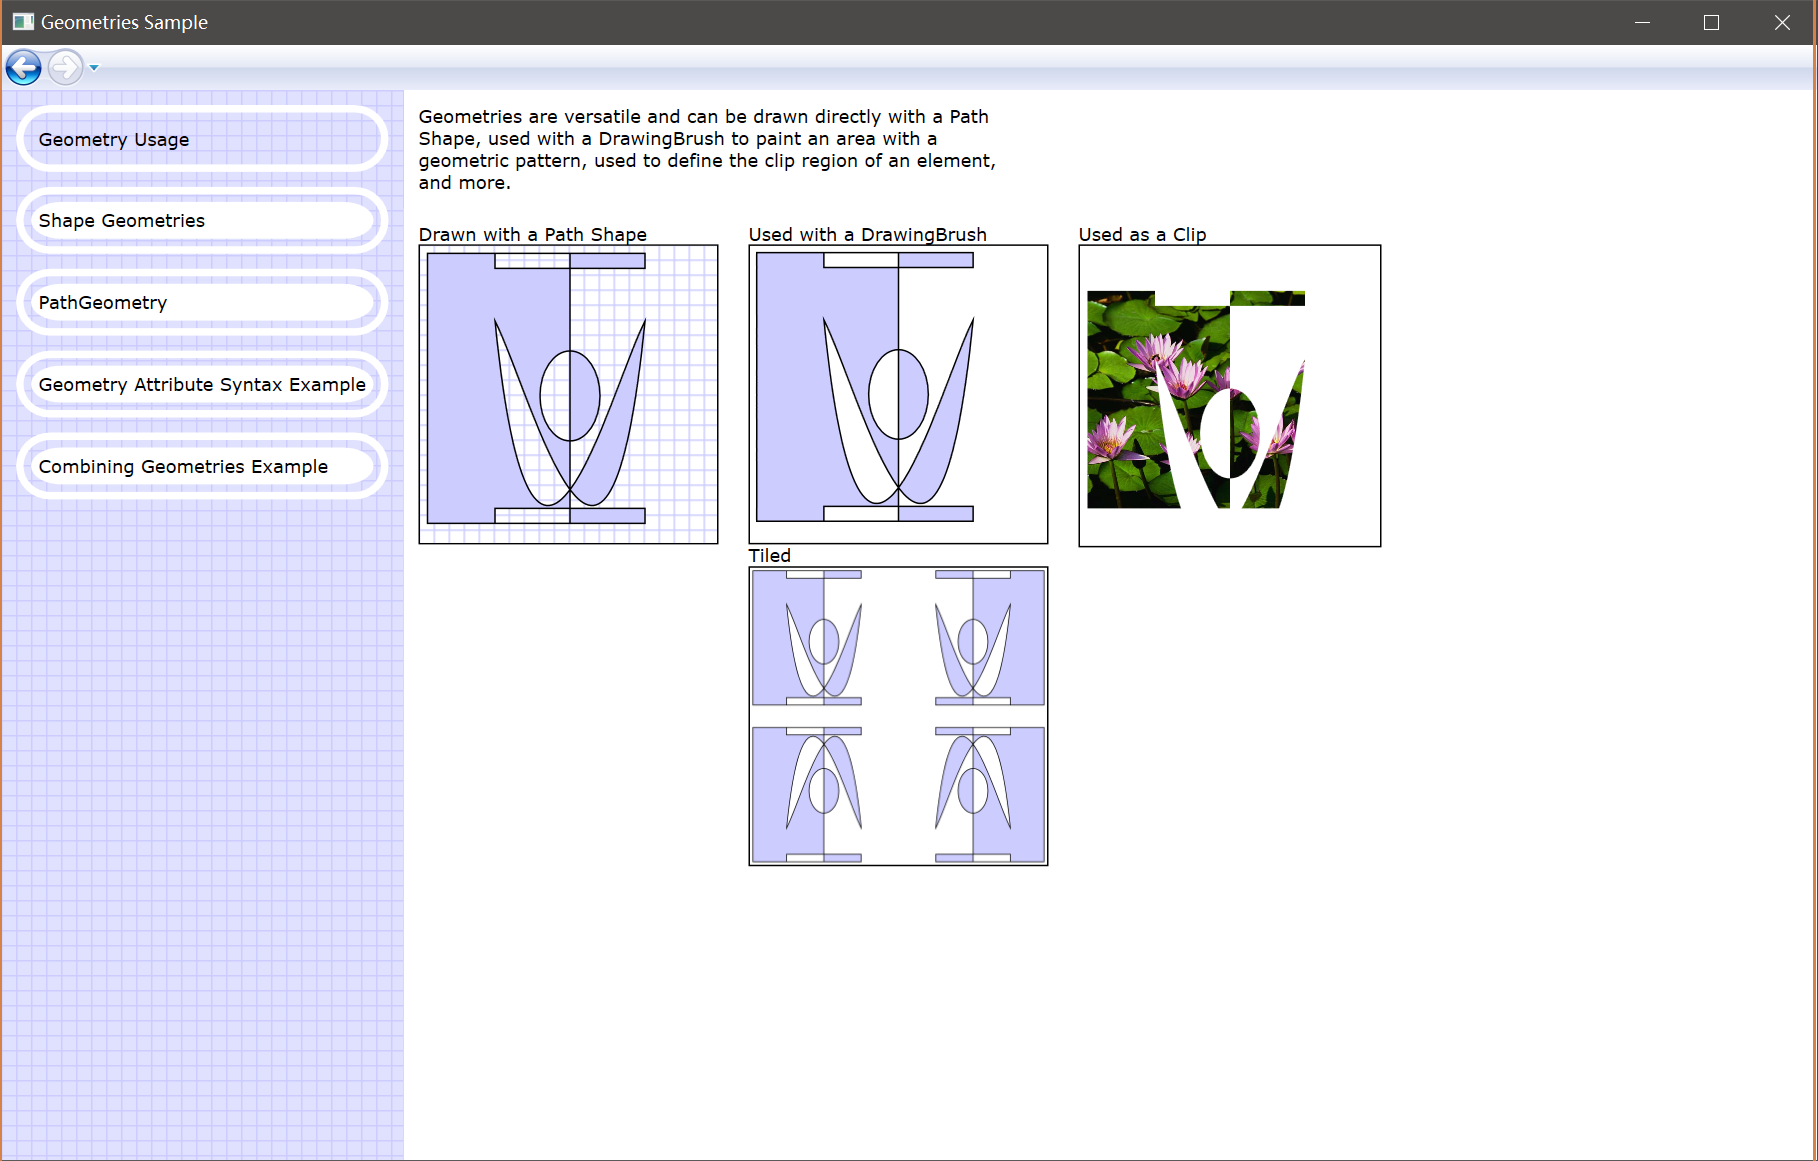 Geometries Sample
Geometry Usage
Shape Geometries
PathGeometry
Geometry Attribute Syntax Example
Combining Geometries Example
Geometries are versatile and can be drawn directly with a Path
Shape, used with a DrawingBrush to paint an area with a
geometric pattern, used to define the clip region of an element,
and more.
Drawn with a Path Shape
Used with a DrawingBrush
Used as a Clip
Tiled